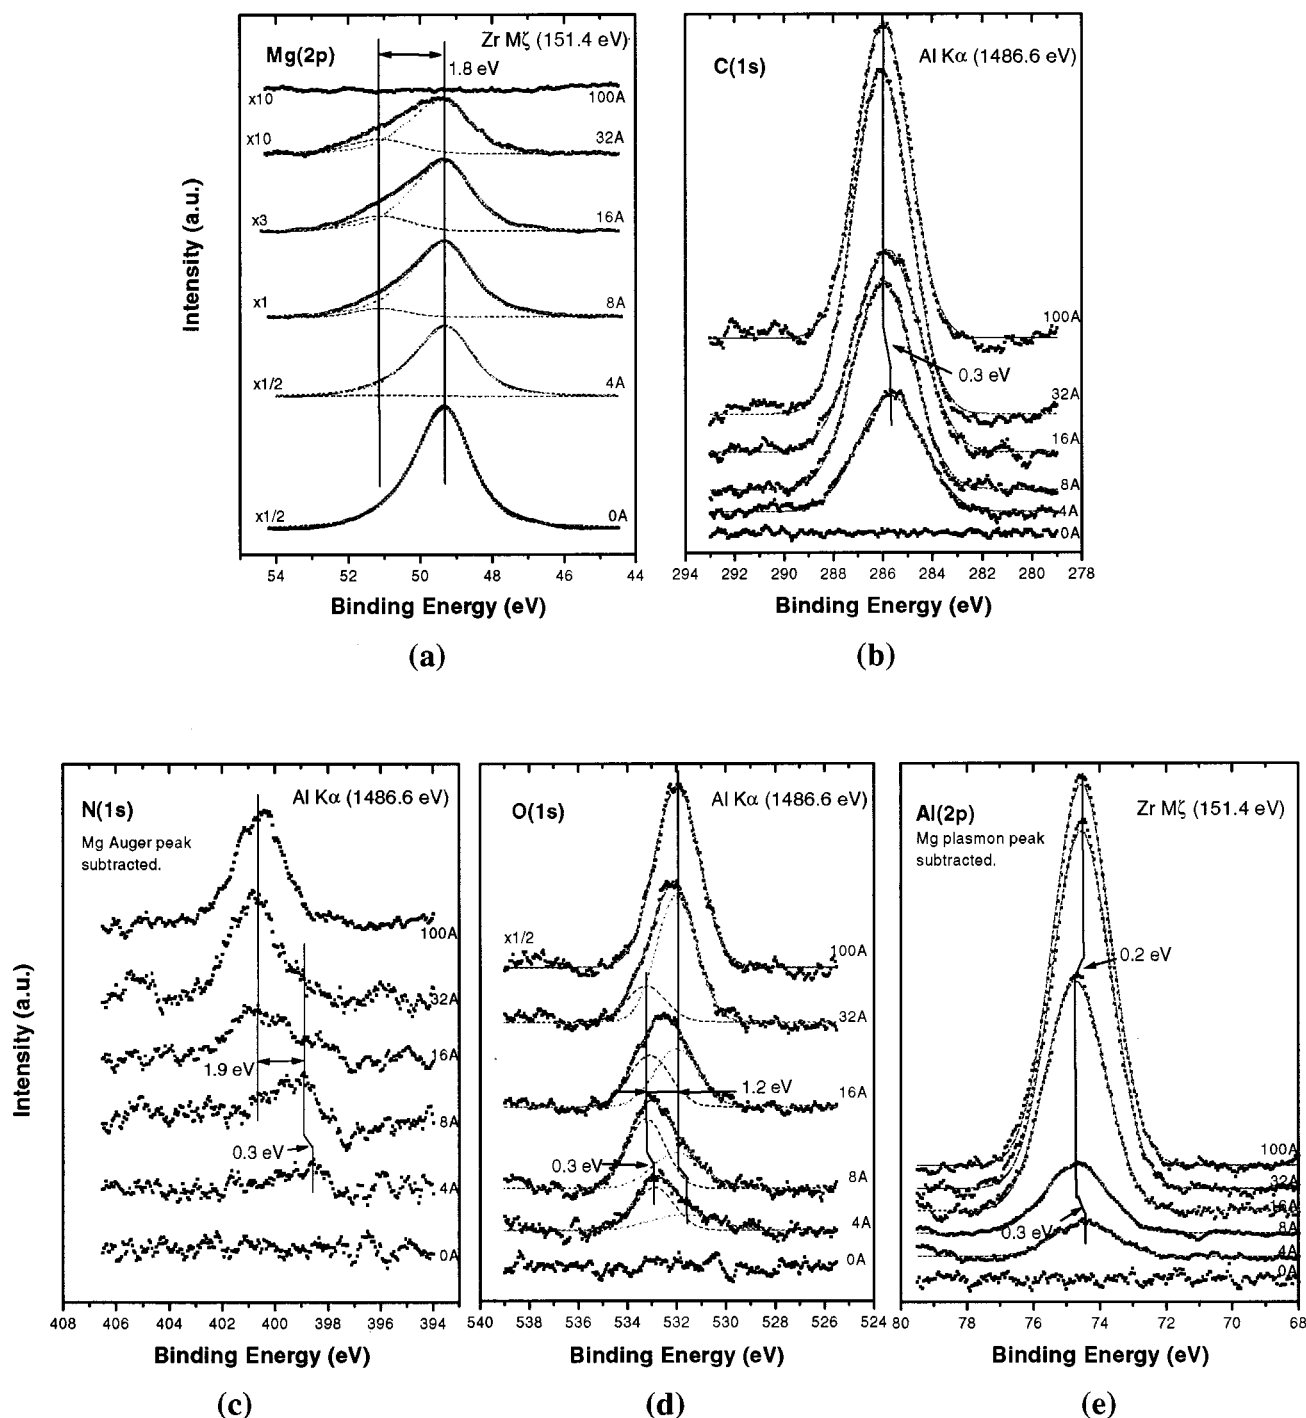 Mg(2p)
Zr Mζ (151.4 eV)
1.8 eV
x10
100A
x10
32A
x3
16A
x1
8A
x1/2
4A
x1/2
0A
Intensity (a.u.)
54 52 50 48 46 44
Binding Energy (eV)
(a)
C(1s)
Al Kα (1486.6 eV)
100A
0.3 eV
32A
16A
8A
4A
0A
294 292 290 288 286 284 282 280 278
Binding Energy (eV)
(b)
N(1s)
Al Kα (1486.6 eV)
Mg Auger peak
subtracted.
100A
32A
16A
1.9 eV
8A
0.3 eV
4A
0A
Intensity (a.u.)
408 406 404 402 400 398 396 394
Binding Energy (eV)
(c)
O(1s)
Al Kα (1486.6 eV)
x1/2
100A
32A
1.2 eV
16A
0.3 eV
8A
4A
0A
540 538 536 534 532 530 528 526 524
Binding Energy (eV)
(d)
Al(2p)
Zr Mζ (151.4 eV)
Mg plasmon peak
subtracted.
0.2 eV
100A
32A
16A
0.3 eV
8A
4A
0A
80 78 76 74 72 70 68
Binding Energy (eV)
(e)